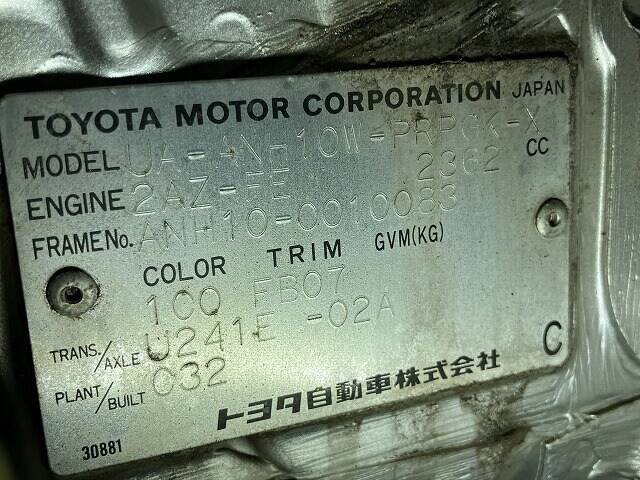 TOYOTA MOTOR CORPORATION JAPAN
MODEL UA-ANH10W-PRPGK-X
ENGINE 2AZ-FE 2362 CC
FRAME No. ANH10-0010083
COLOR TRIM GVM(KG)
1C0 FB07
TRANS./AXLE U241E -02A
PLANT/BUILT C32 C
トヨタ自動車株式会社
30881